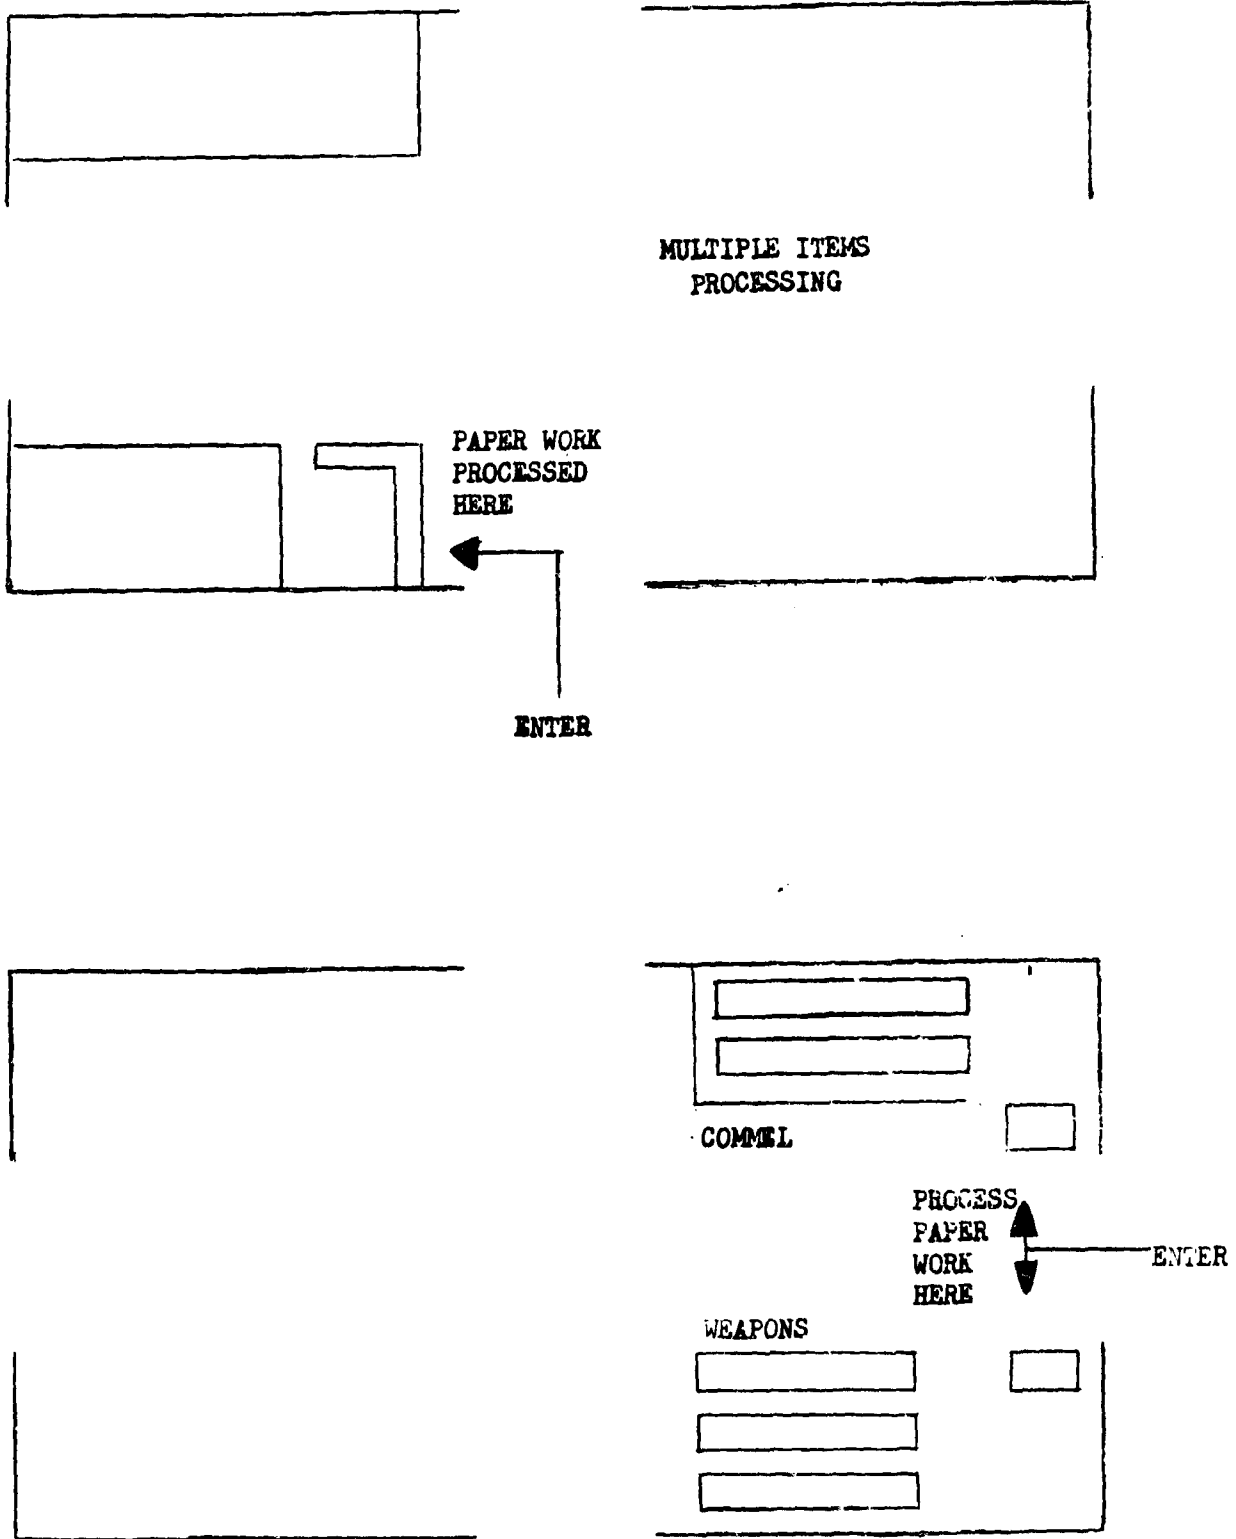 MULTIPLE ITEMS
PROCESSING
PAPER WORK
PROCESSED
HERE
ENTER
COMMEL
PROCESS
PAPER
WORK
HERE
ENTER
WEAPONS